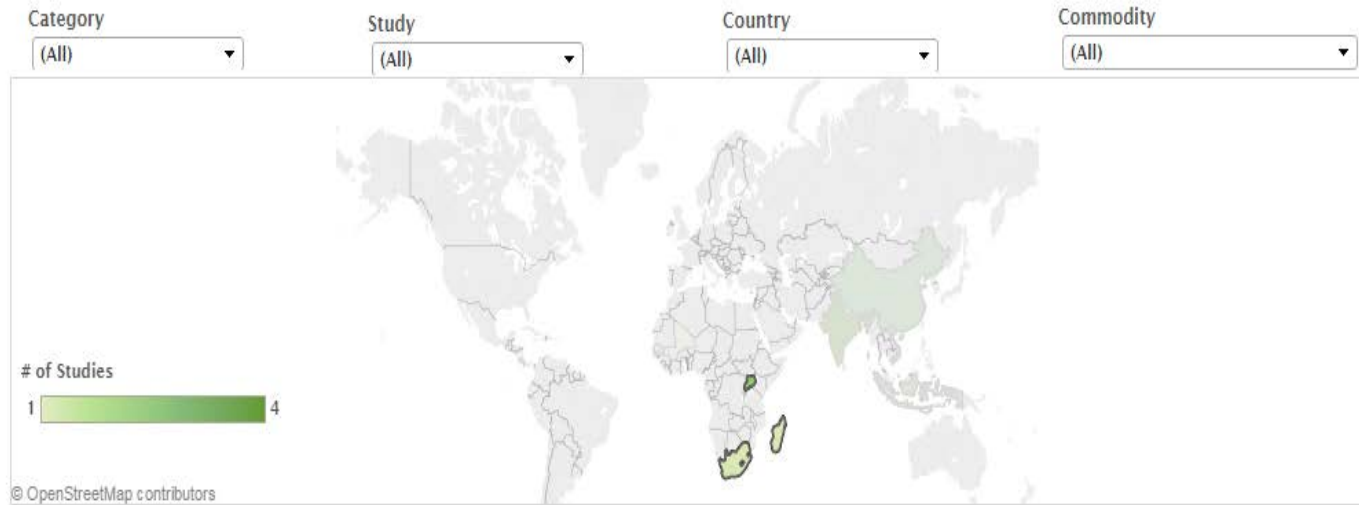 Category Study Country Commodity
(All) (All) (All) (All)
# of Studies
1 4
© OpenStreetMap contributors